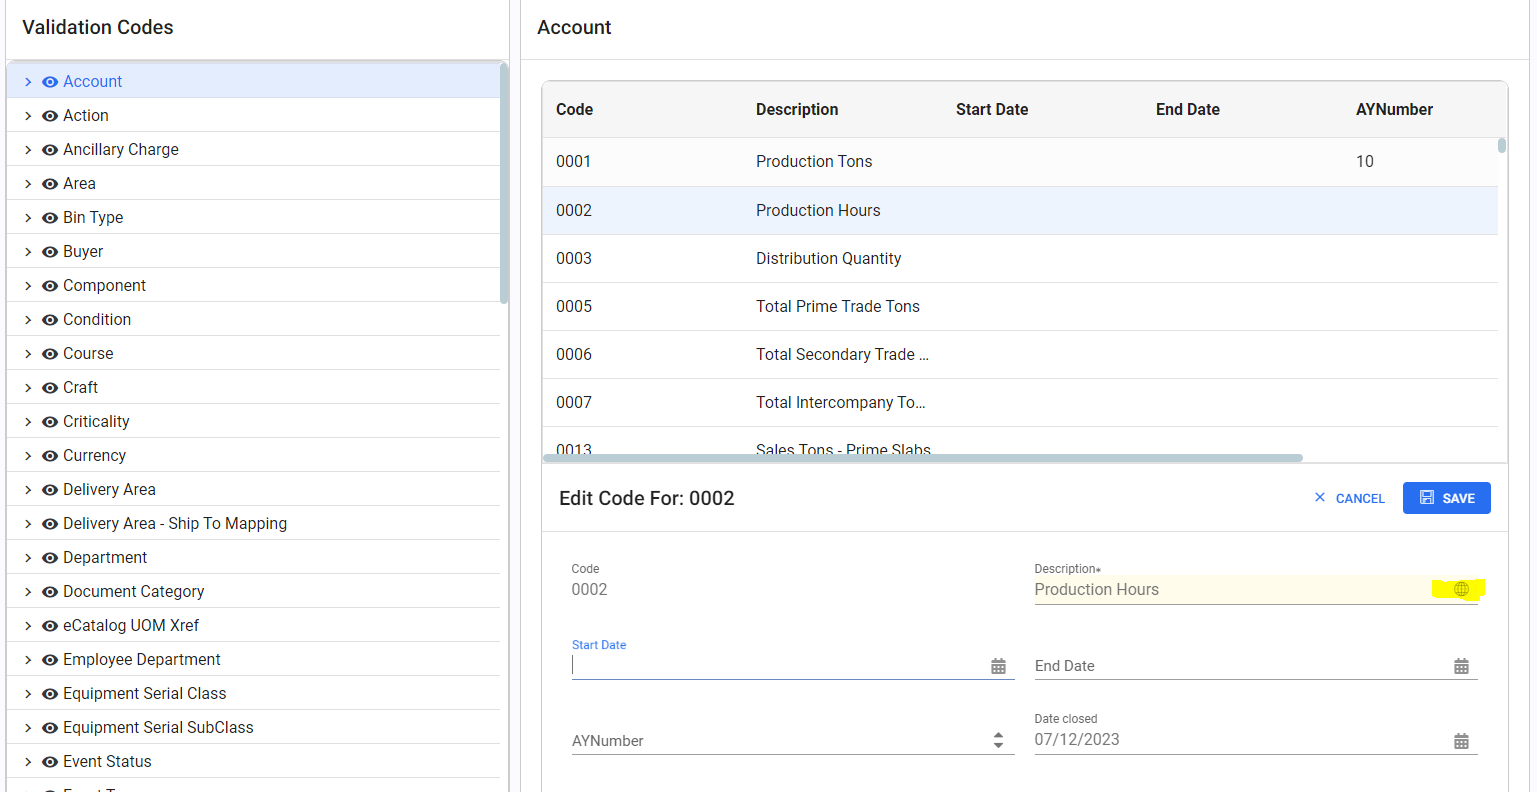 Validation Codes
Account
Action
Ancillary Charge
Area
Bin Type
Buyer
Component
Condition
Course
Craft
Criticality
Currency
Delivery Area
Delivery Area - Ship To Mapping
Department
Document Category
eCatalog UOM Xref
Employee Department
Equipment Serial Class
Equipment Serial SubClass
Event Status
Account
Code Description Start Date End Date AYNumber
0001 Production Tons 10
0002 Production Hours
0003 Distribution Quantity
0005 Total Prime Trade Tons
0006 Total Secondary Trade ...
0007 Total Intercompany To...
0013 Sales Tons - Prime Slabs
Edit Code For: 0002 CANCEL SAVE
Code Description*
0002 Production Hours
Start Date
End Date
Date closed
AYNumber 07/12/2023